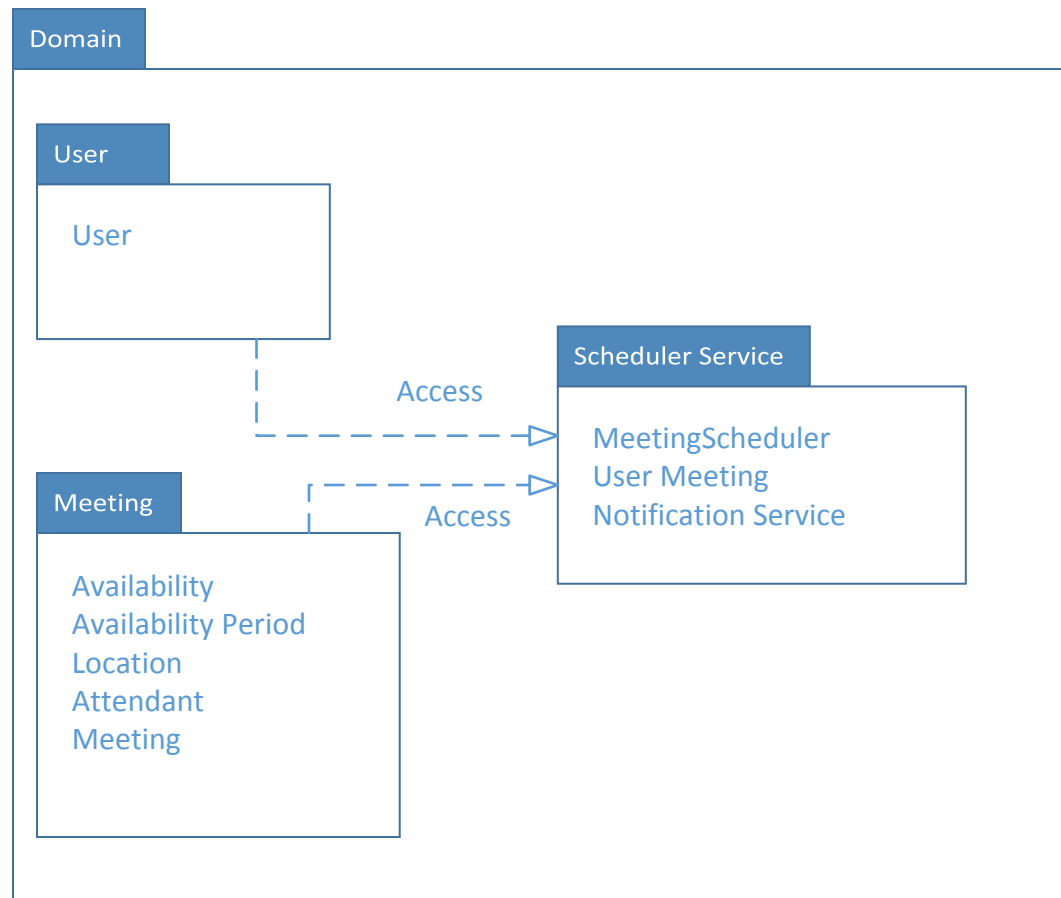 Domain
User
User
Access
Scheduler Service
MeetingScheduler
User Meeting
Notification Service
Access
Meeting
Availability
Availability Period
Location
Attendant
Meeting